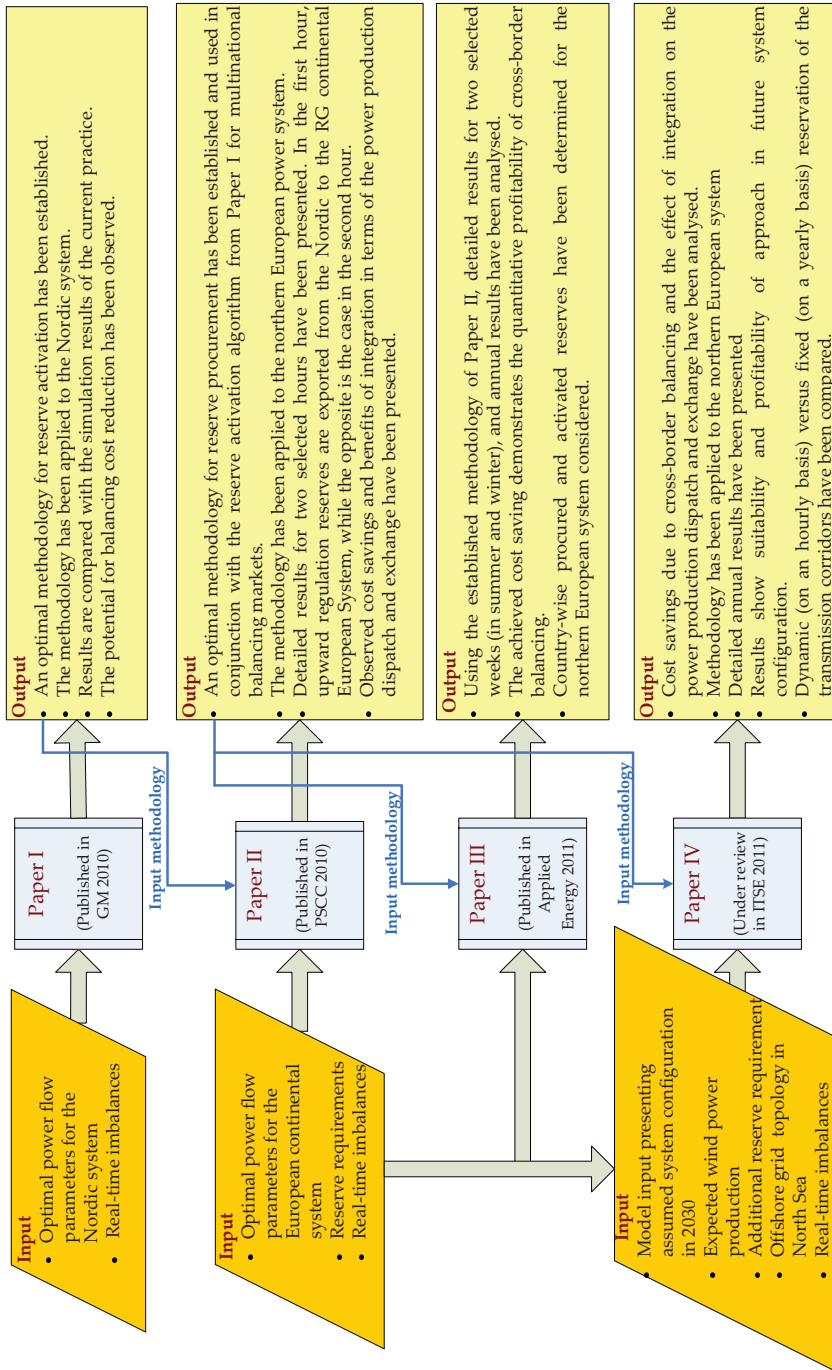 Input
• Optimal power flow
parameters for the
Nordic system
• Real-time imbalances
Paper I
(Published in
GM 2010)
Output
• An optimal methodology for reserve activation has been established.
• The methodology has been applied to the Nordic system.
• Results are compared with the simulation results of the current practice.
• The potential for balancing cost reduction has been observed.
Input methodology
Input
• Optimal power flow
parameters for the
European continental
system
• Reserve requirements
• Real-time imbalances
Paper II
(Published in
PSCC 2010)
Output
• An optimal methodology for reserve procurement has been established and used in
conjunction with the reserve activation algorithm from Paper I for multinational
balancing markets.
• The methodology has been applied to the northern European power system.
• Detailed results for two selected hours have been presented. In the first hour,
upward regulation reserves are exported from the Nordic to the RG continental
European System, while the opposite is the case in the second hour.
• Observed cost savings and benefits of integration in terms of the power production
dispatch and exchange have been presented.
Input methodology
Paper III
(Published in
Applied
Energy 2011)
Output
• Using the established methodology of Paper II, detailed results for two selected
weeks (in summer and winter), and annual results have been analysed.
• The achieved cost saving demonstrates the quantitative profitability of cross-border
balancing.
• Country-wise procured and activated reserves have been determined for the
northern European system considered.
Input methodology
Input
• Model input presenting
assumed system configuration
in 2030
• Expected wind power
production
• Additional reserve requirement
• Offshore grid topology in
North Sea
• Real-time imbalances
Paper IV
(Under review
in ITSE 2011)
Output
• Cost savings due to cross-border balancing and the effect of integration on the
power production dispatch and exchange have been analysed.
• Methodology has been applied to the northern European system
• Detailed annual results have been presented
• Results show suitability and profitability of approach in future system
configuration.
• Dynamic (on an hourly basis) versus fixed (on a yearly basis) reservation of the
transmission corridors have been compared.